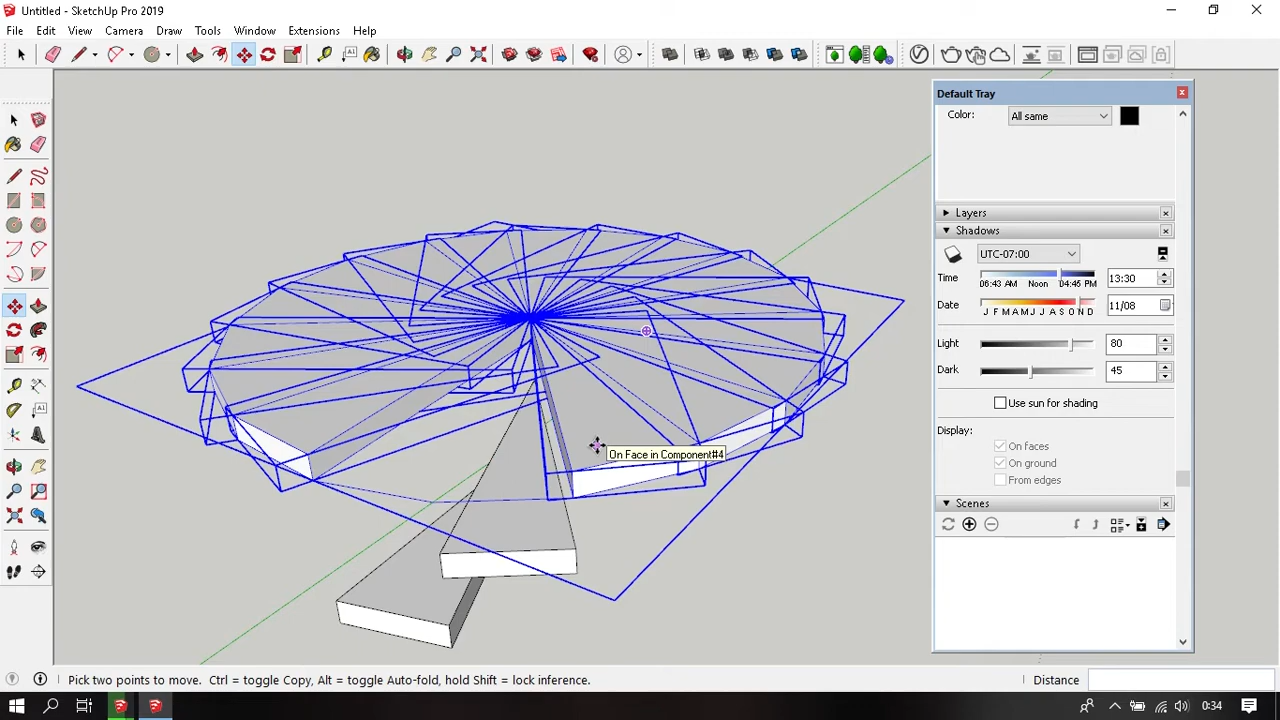 Untitled - SketchUp Pro 2019
File Edit View Camera Draw Tools Window Extensions Help
Default Tray
Color: All same
Layers
Shadows
UTC-07:00
Time 06:43 AM Noon 04:45 PM 13:30
Date J F M A M J J A S O N D 11/08
Light 80
Dark 45
Use sun for shading
Display:
On faces
On ground
From edges
Scenes
On Face in Component#4
Pick two points to move. Ctrl = toggle Copy, Alt = toggle Auto-fold, hold Shift = lock inference.
Distance
0:34